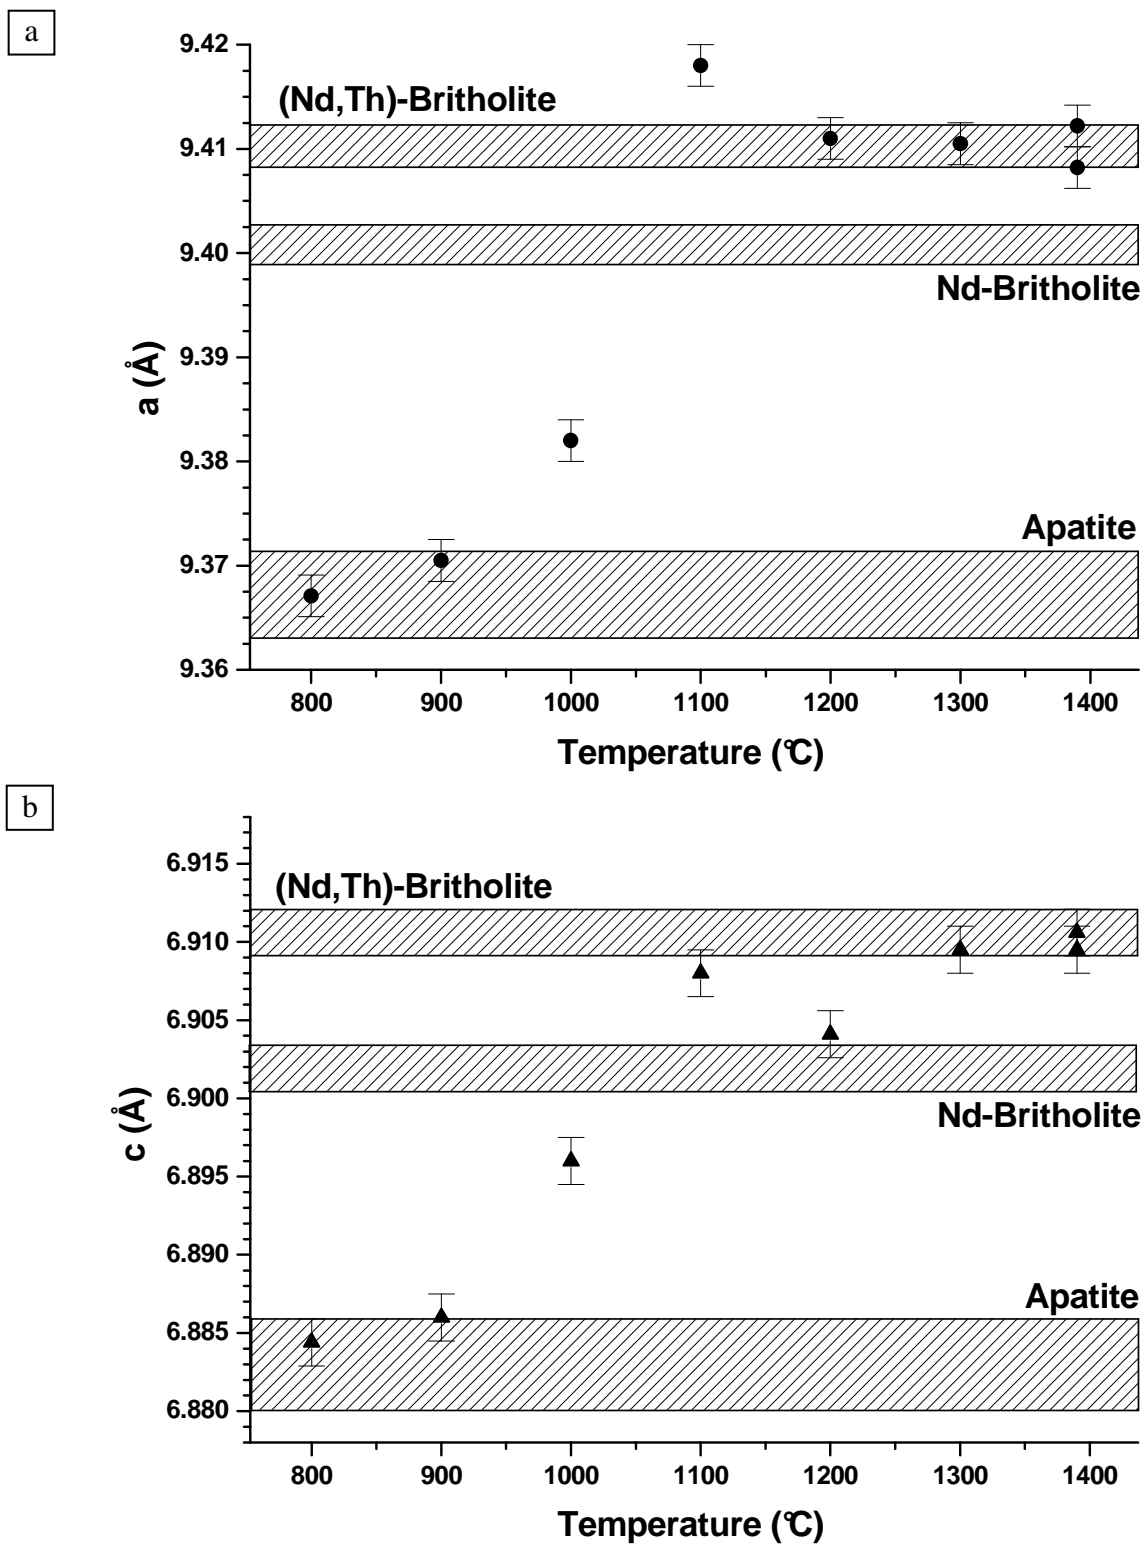 a
9.42
(Nd,Th)-Britholite
9.41
9.40
Nd-Britholite
9.39
a (Å)
9.38
Apatite
9.37
9.36
800 900 1000 1100 1200 1300 1400
Temperature (°C)
b
6.915
(Nd,Th)-Britholite
6.910
6.905
6.900
Nd-Britholite
c (Å)
6.895
6.890
Apatite
6.885
6.880
800 900 1000 1100 1200 1300 1400
Temperature (°C)